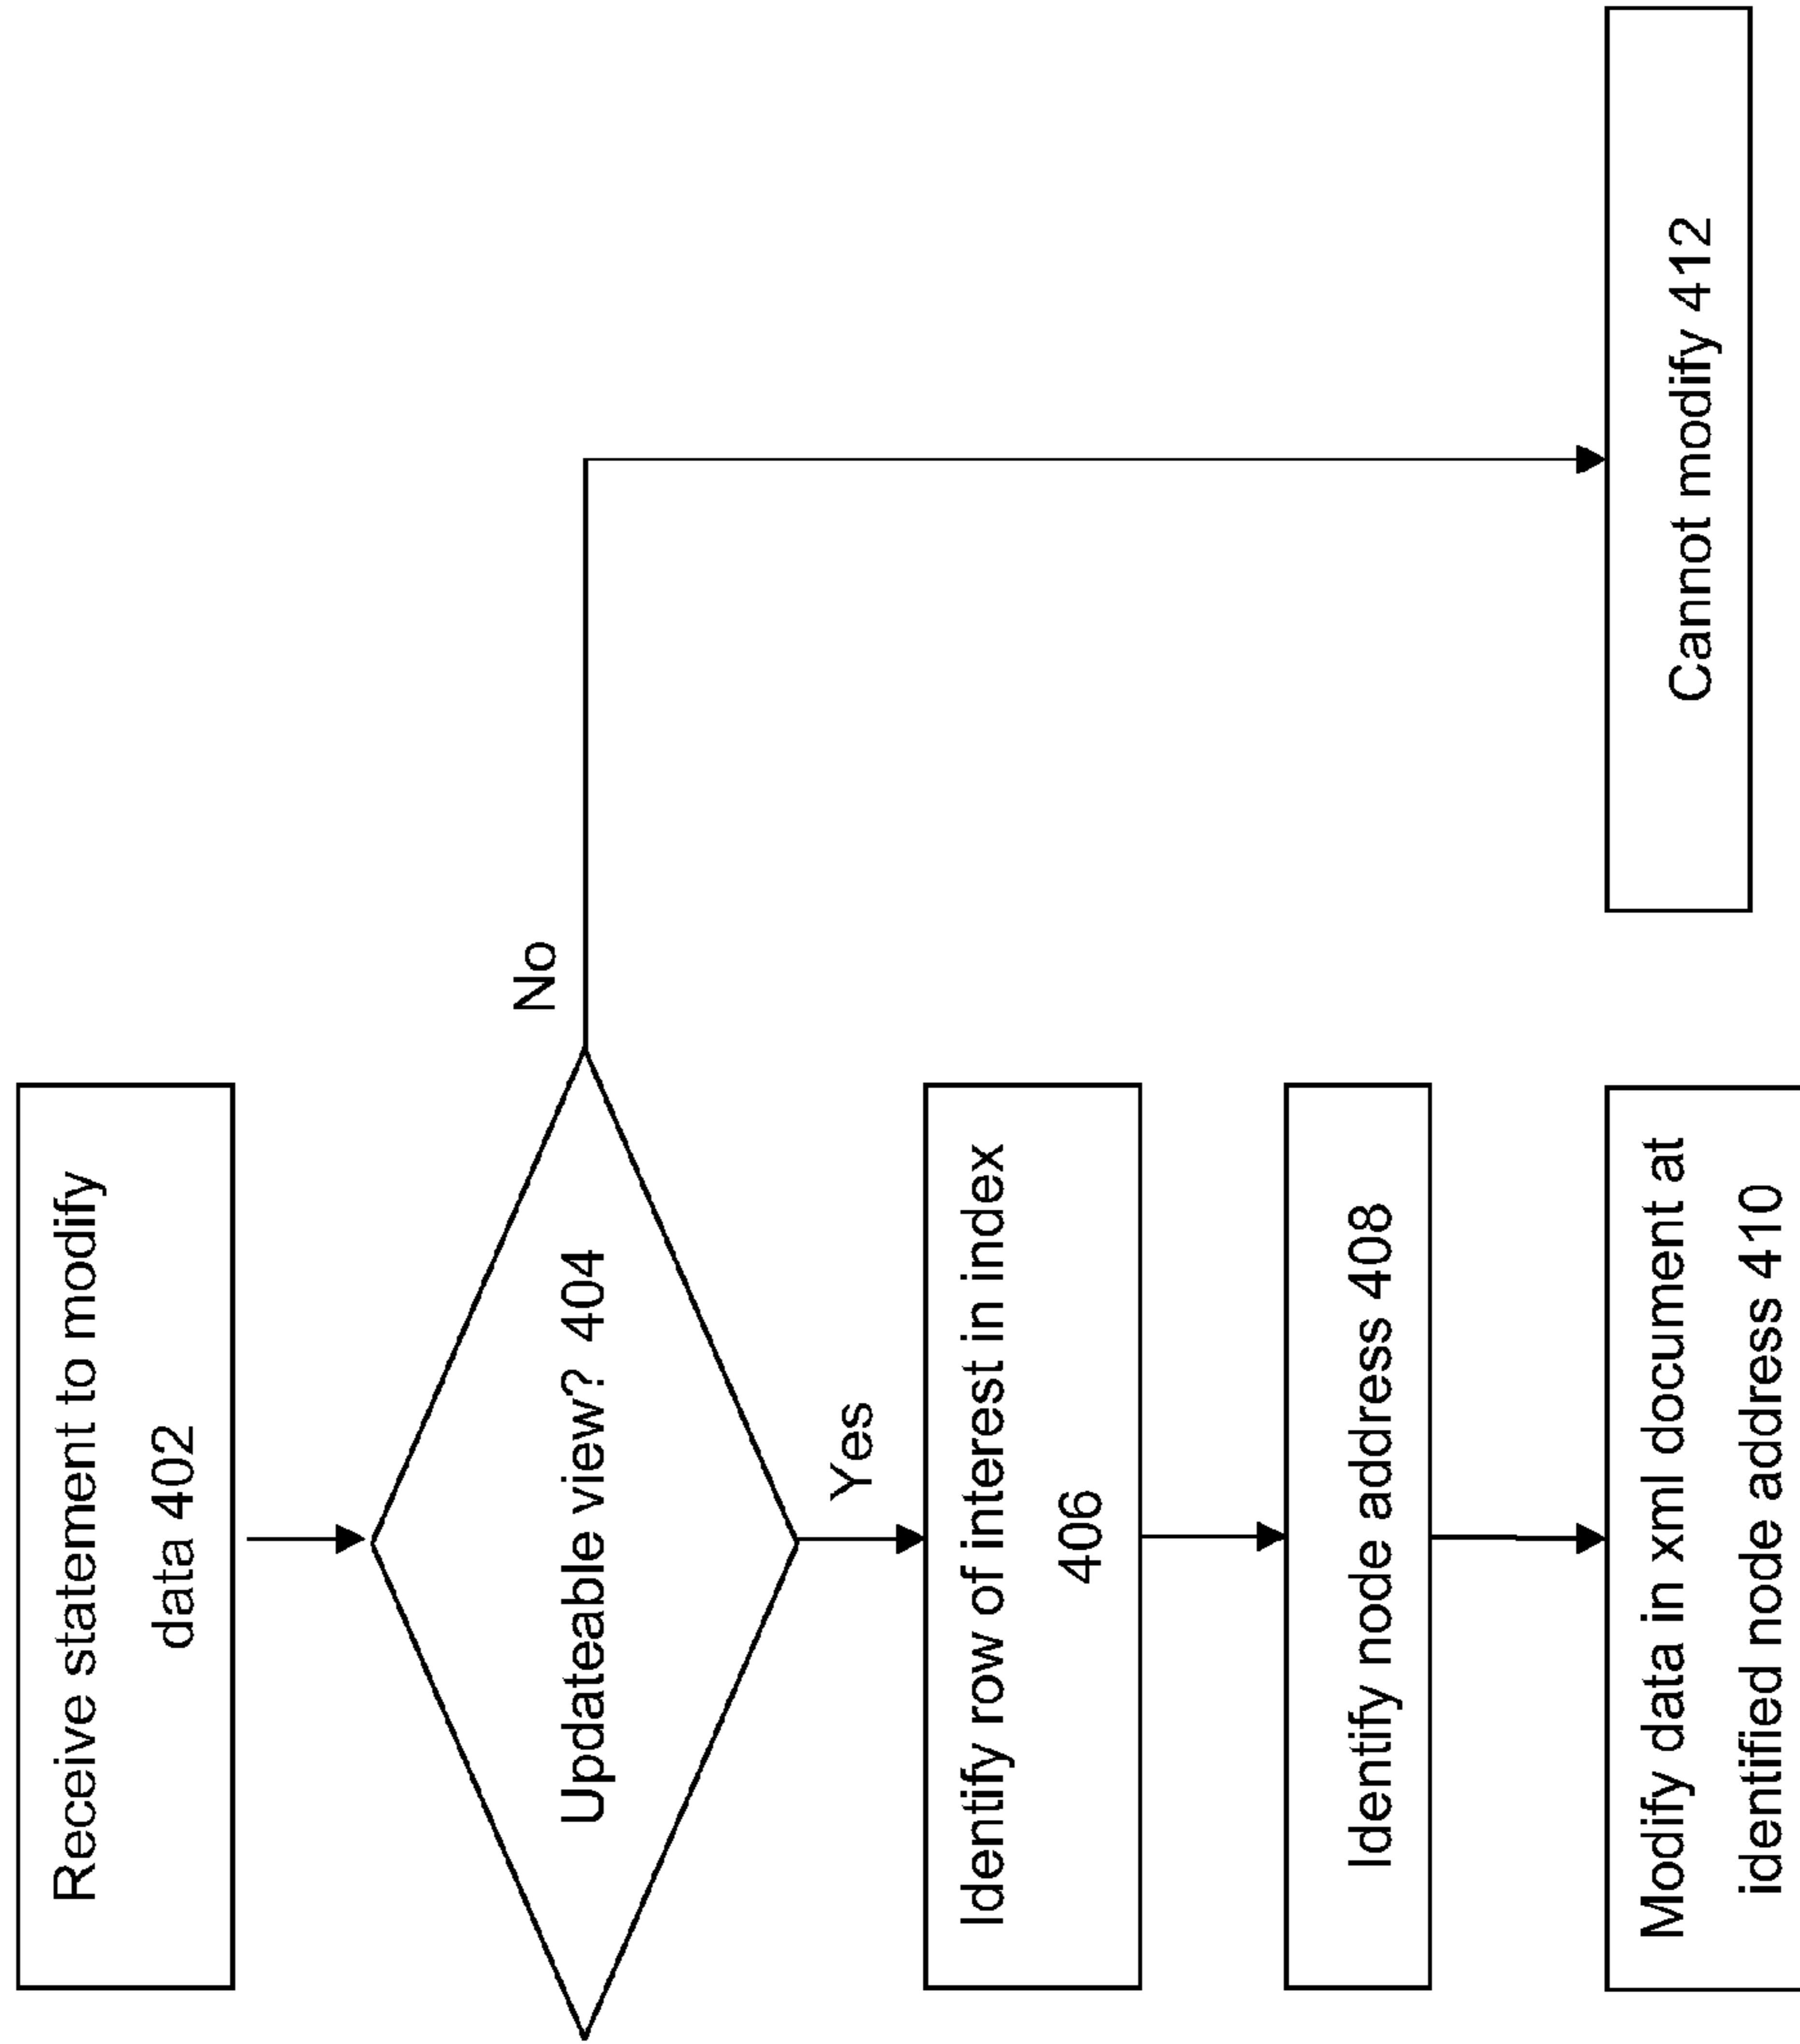 Receive statement to modify
data 402
Updateable view? 404
No
Yes
Identify row of interest in index
406
Identify node address 408
Modify data in xml document at
identified node address 410
Cannot modify 412